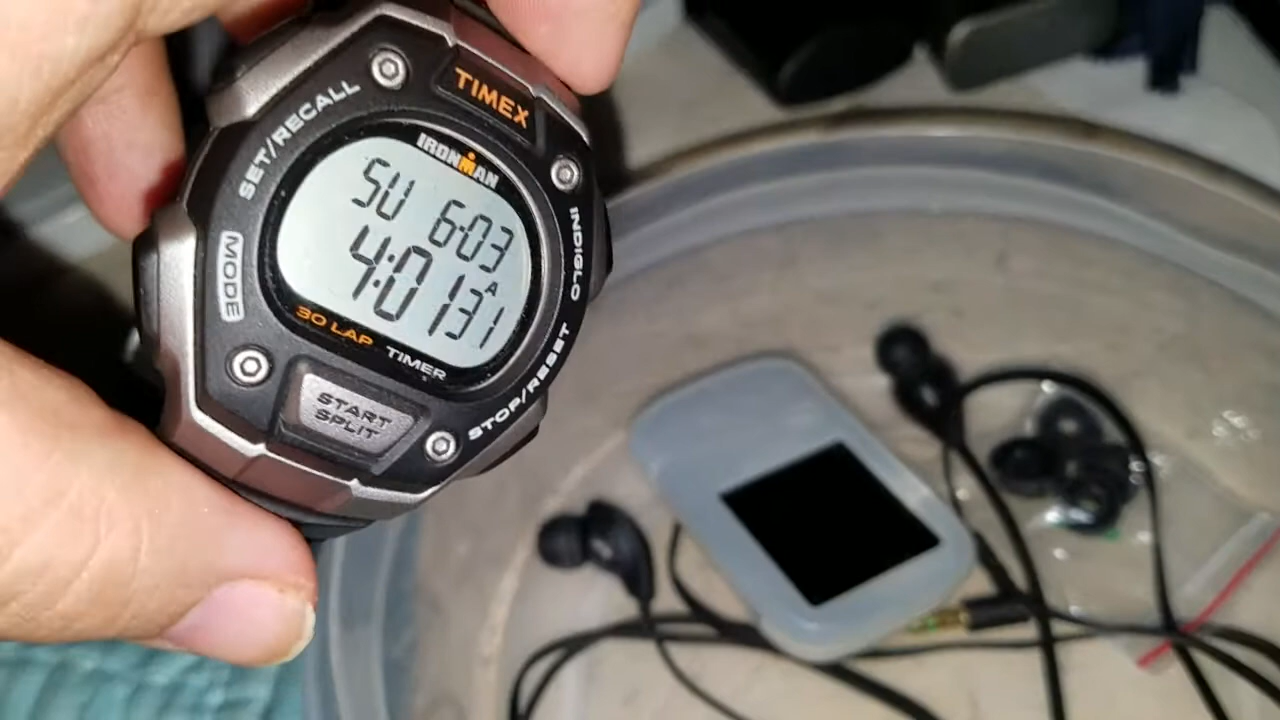 TIMEX
SET/RECALL
IRONMAN
SU 6-03
A
4:01 31
INDIGLO
MODE
30 LAP TIMER
START
SPLIT
STOP/RESET